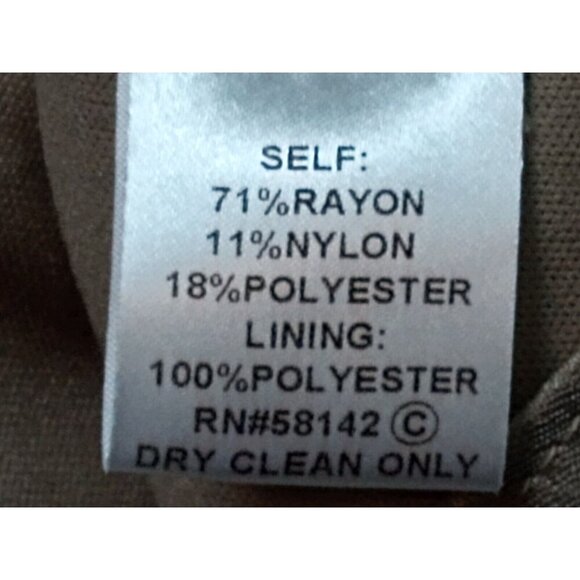 SELF:
71%RAYON
11%NYLON
18%POLYESTER
LINING:
100%POLYESTER
RN#58142 Ⓒ
DRY CLEAN ONLY